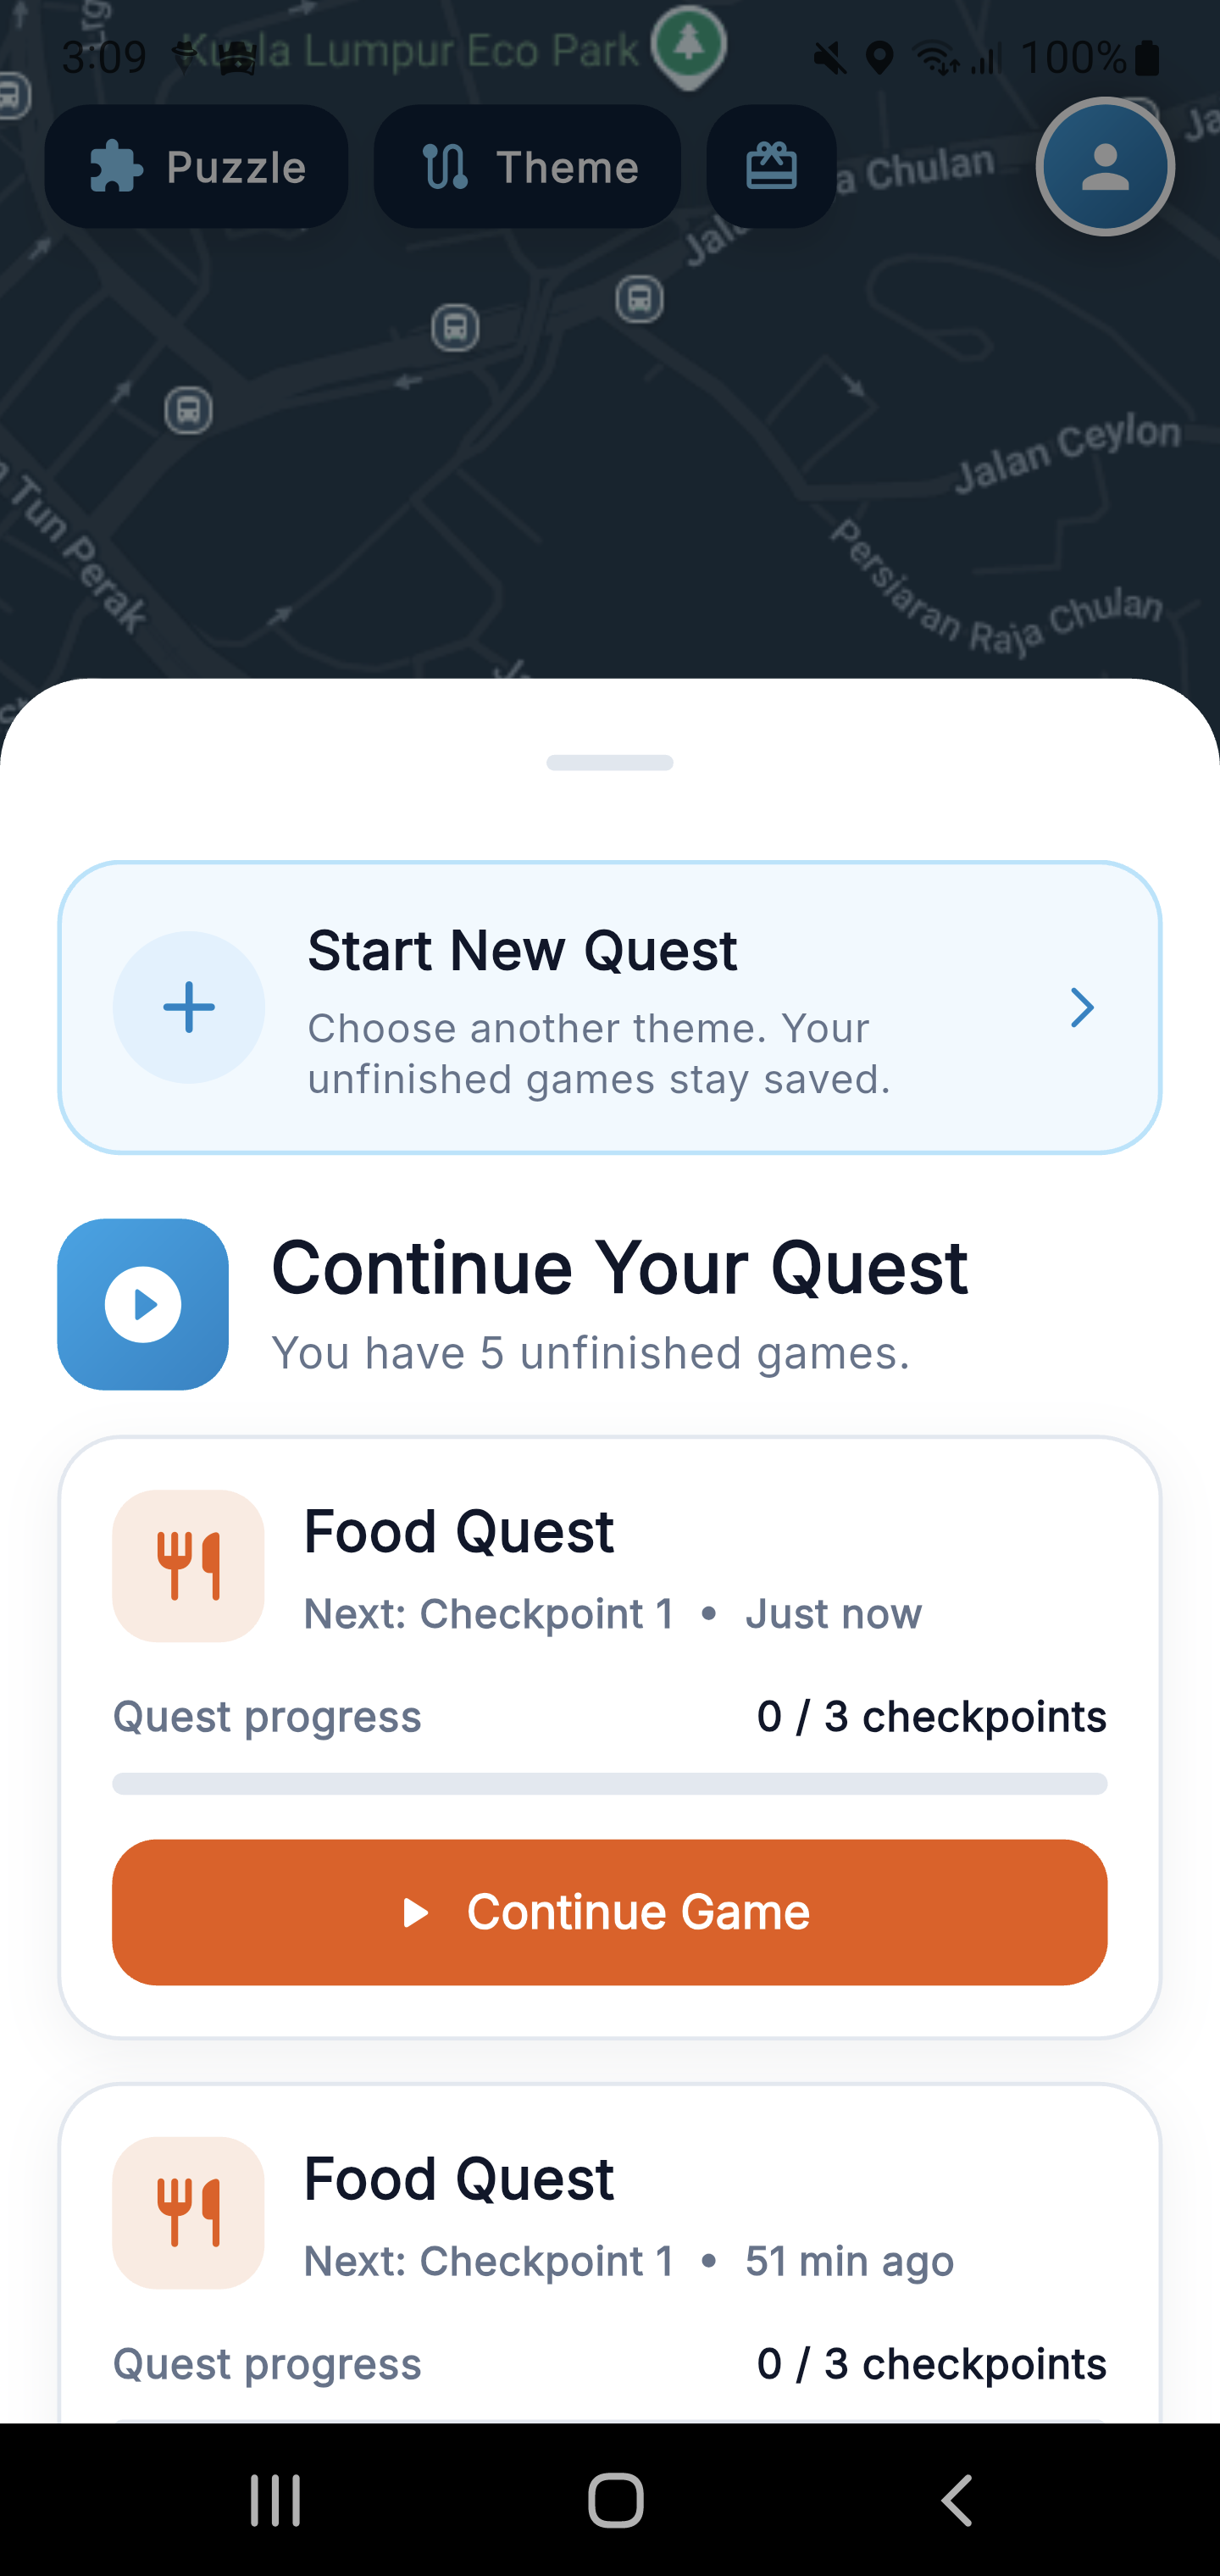 3:09
Kuala Lumpur Eco Park
100%
Puzzle
Theme
a Chulan
Jalan Ceylon
Tun Perak
Persiaran Raja Chulan
Start New Quest
Choose another theme. Your
unfinished games stay saved.
Continue Your Quest
You have 5 unfinished games.
Food Quest
Next: Checkpoint 1 • Just now
Quest progress
0 / 3 checkpoints
Continue Game
Food Quest
Next: Checkpoint 1 • 51 min ago
Quest progress
0 / 3 checkpoints